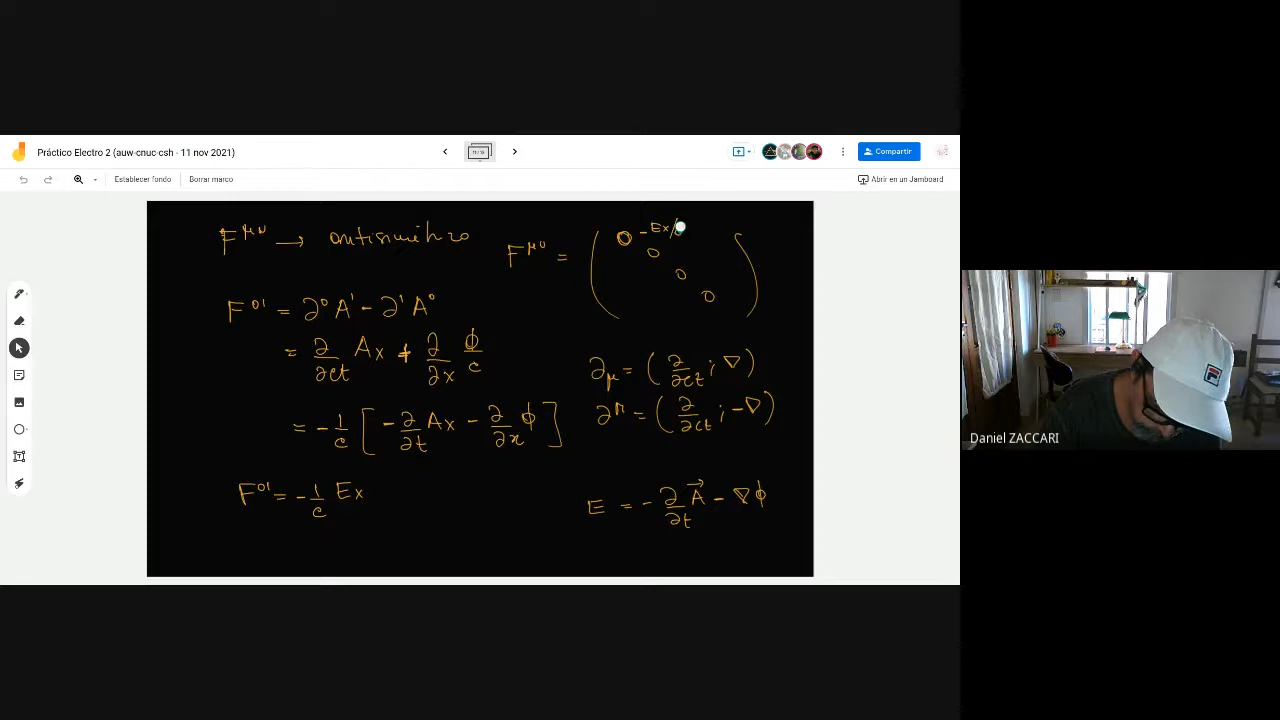 Práctico Electro 2 (auw-cnuc-csh - 11 nov 2021)
Compartir
Establecer fondo
Borrar marco
Abrir en un Jamboard
F^{μν} → antisimétrico
F^{μν} = ( 0 -Ex/ 0 0 0 )
F^{01} = ∂^0 A^1 - ∂^1 A^0
= ∂/∂ct Ax + ∂/∂x ϕ/c
= -1/c [ -∂/∂t Ax - ∂/∂x ϕ ]
F^{01} = -1/c Ex
∂_μ = ( ∂/∂ct ; ∇ )
∂^μ = ( ∂/∂ct ; -∇ )
E = -∂/∂t A⃗ - ∇ϕ
Daniel ZACCARI